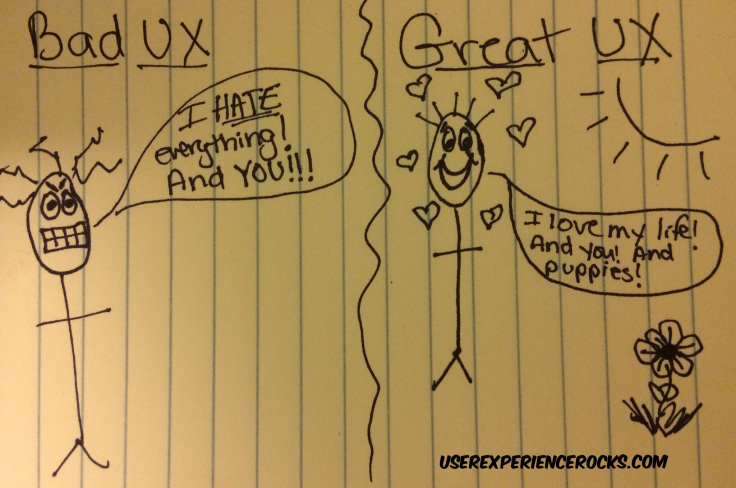 Bad UX
I HATE
everything!
And YOU!!!
Great UX
I love my life!
And you! And
puppies!
USEREXPERIENCEROCKS.COM